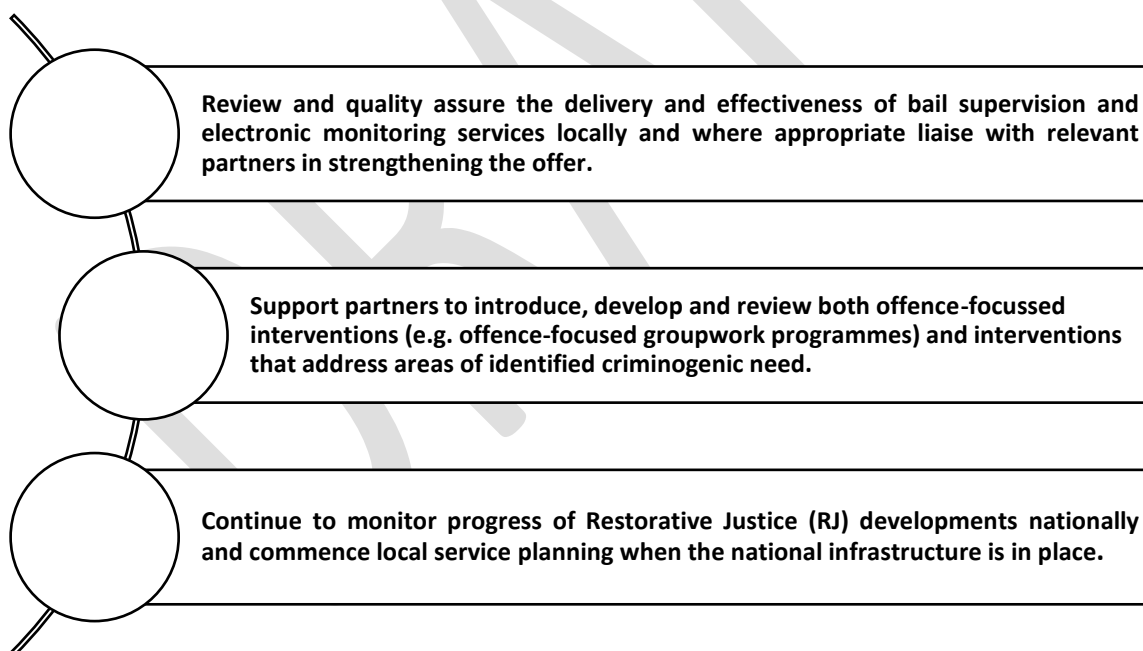 Review and quality assure the delivery and effectiveness of bail supervision and
electronic monitoring services locally and where appropriate liaise with relevant
partners in strengthening the offer.
Support partners to introduce, develop and review both offence-focussed
interventions (e.g. offence-focused groupwork programmes) and interventions
that address areas of identified criminogenic need.
Continue to monitor progress of Restorative Justice (RJ) developments nationally
and commence local service planning when the national infrastructure is in place.